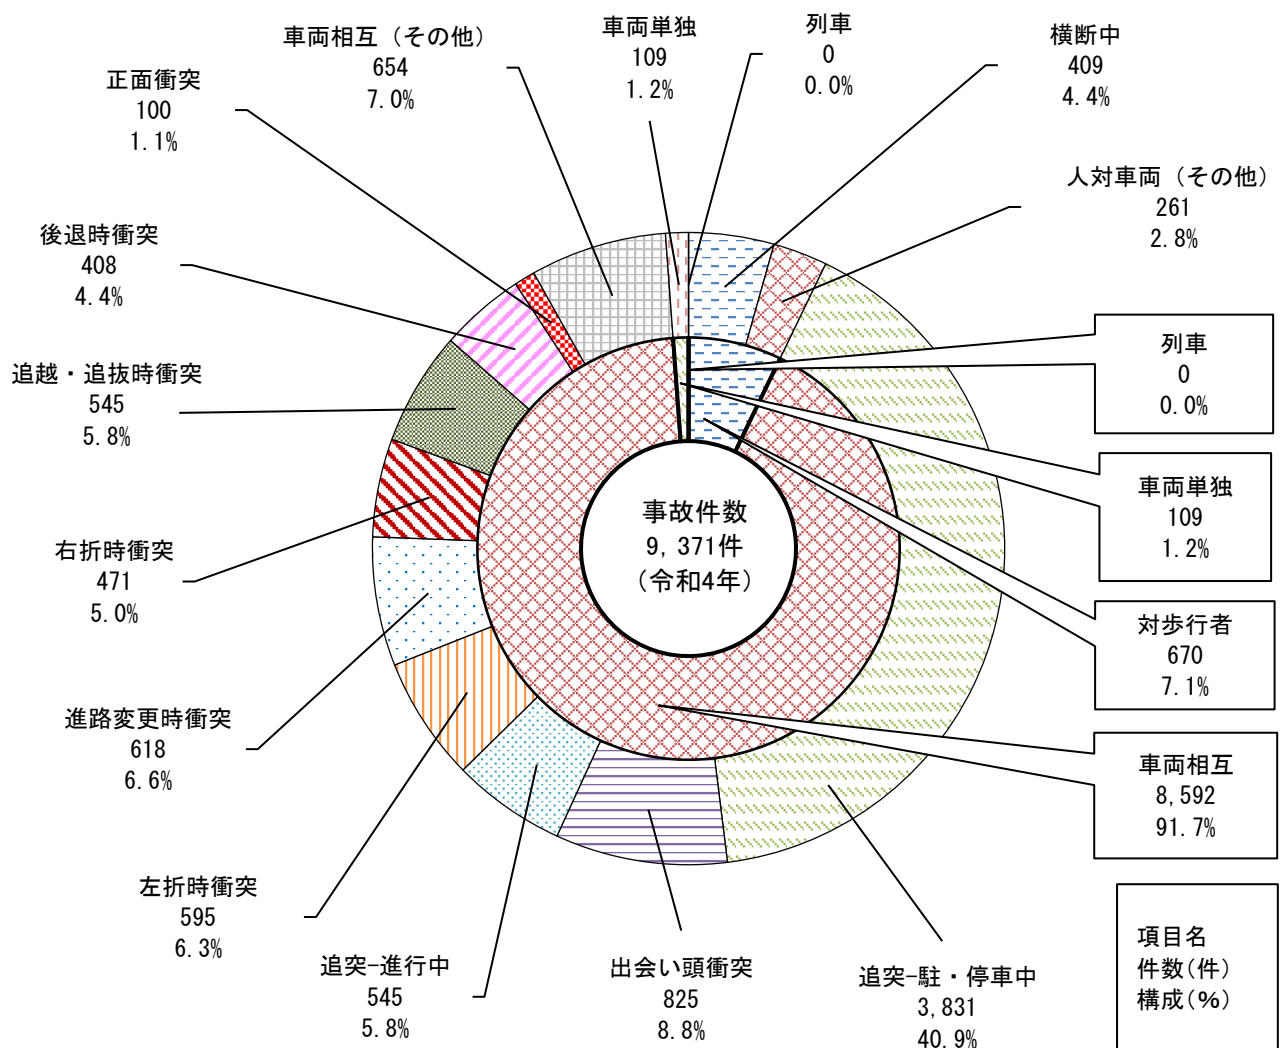 車両相互（その他）
654
7.0%
車両単独
109
1.2%
列車
0
0.0%
横断中
409
4.4%
正面衝突
100
1.1%
人対車両（その他）
261
2.8%
後退時衝突
408
4.4%
列車
0
0.0%
追越・追抜時衝突
545
5.8%
車両単独
109
1.2%
事故件数
9,371件
（令和4年）
右折時衝突
471
5.0%
対歩行者
670
7.1%
進路変更時衝突
618
6.6%
車両相互
8,592
91.7%
左折時衝突
595
6.3%
追突-進行中
545
5.8%
出会い頭衝突
825
8.8%
追突-駐・停車中
3,831
40.9%
項目名
件数(件)
構成(%)